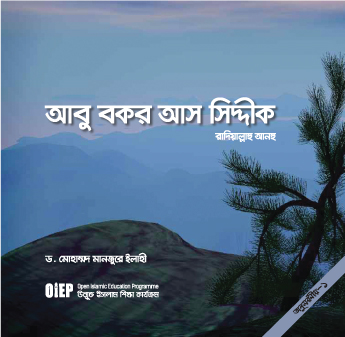 আবু বকর আস সিদ্দীক
রাদিয়াল্লাহু আনহু
ড. মোহাম্মদ মানজুরে ইলাহী
OiEP
Open Islamic Education Programme
উন্মুক্ত ইসলাম শিক্ষা কার্যক্রম